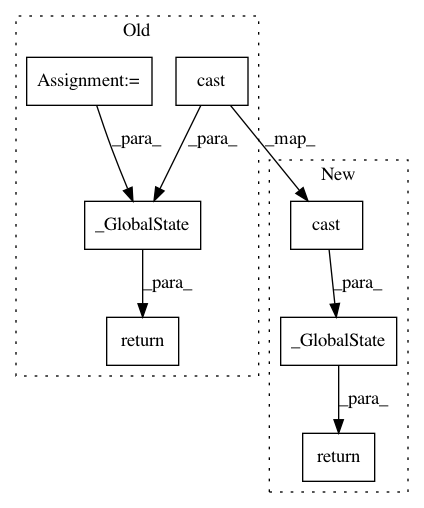 Old
Assignment:=
cast
_para_
_para_
_map_
New
_GlobalState
cast
_para_
_para_
return
_GlobalState
_para_
return